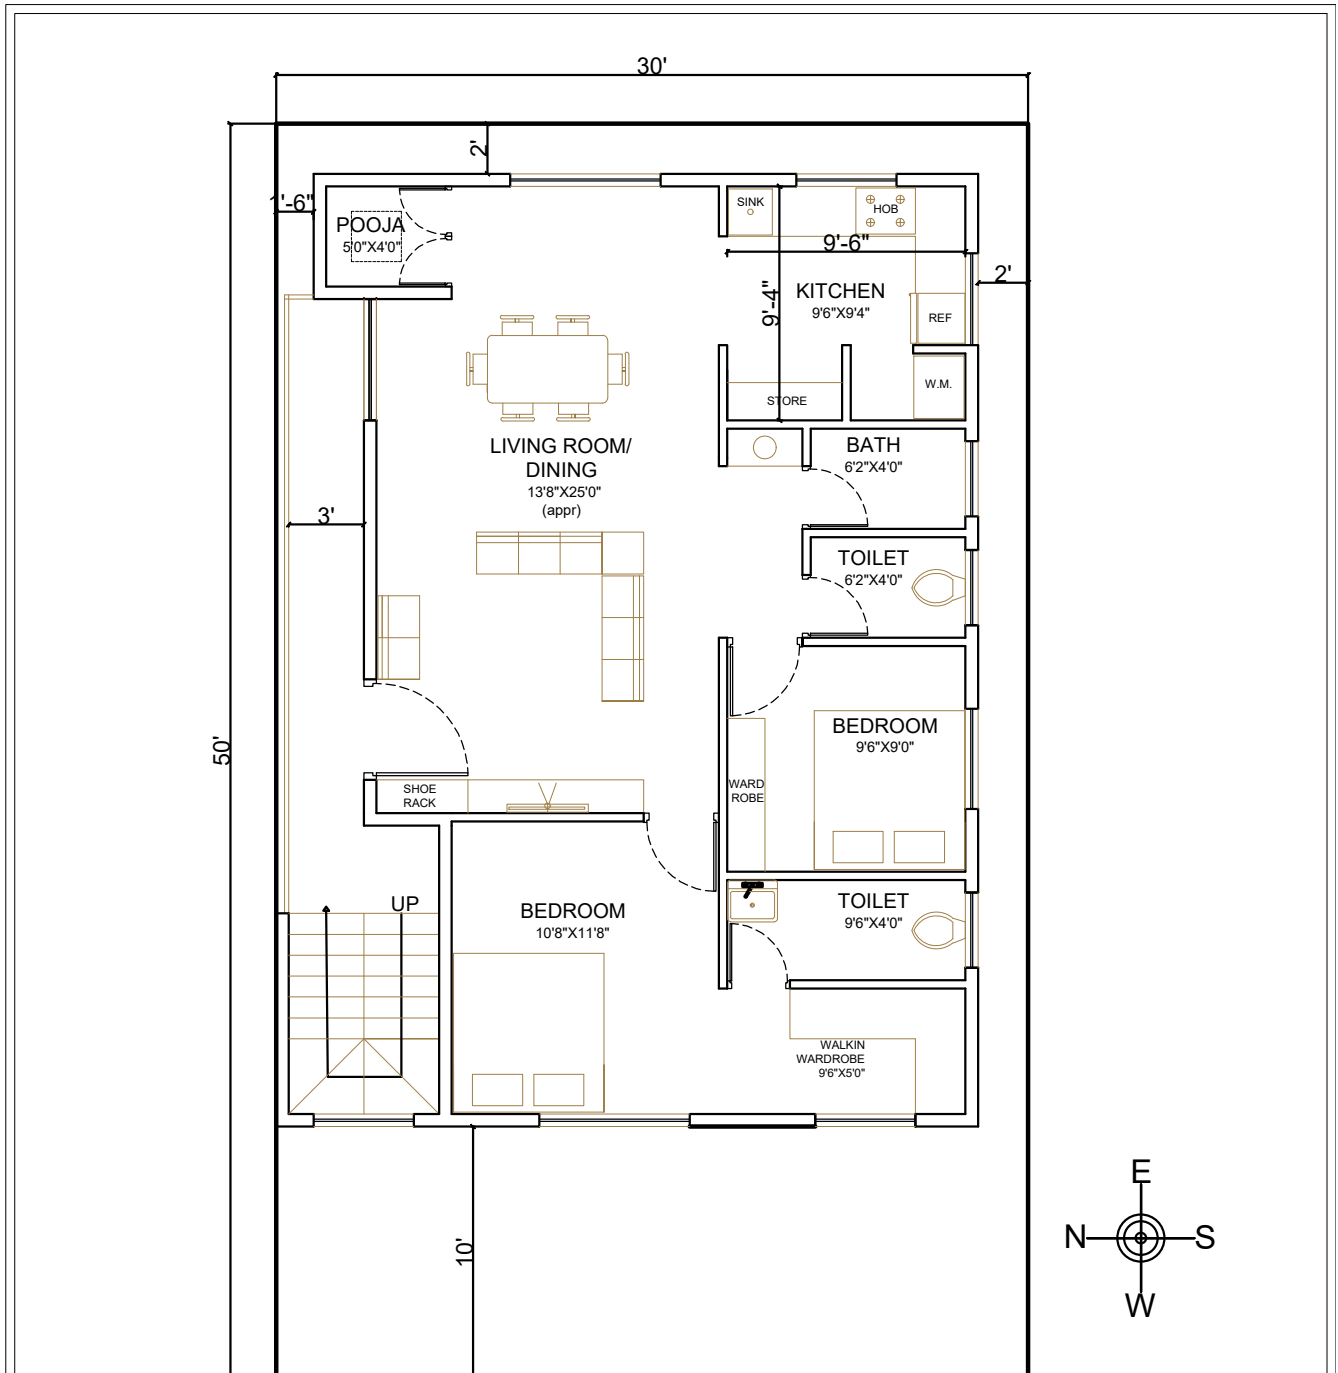 30'
2'
1'-6"
POOJA
5'0"X4'0"
SINK
HOB
9'-6"
KITCHEN
9'6"X9'4"
9'-4"
2'
REF
W.M.
STORE
LIVING ROOM/
DINING
13'8"X25'0"
(appr)
BATH
6'2"X4'0"
3'
TOILET
6'2"X4'0"
50'
BEDROOM
9'6"X9'0"
WARD
ROBE
SHOE
RACK
UP
BEDROOM
10'8"X11'8"
TOILET
9'6"X4'0"
WALKIN
WARDROBE
9'6"X5'0"
10'
E
N
S
W